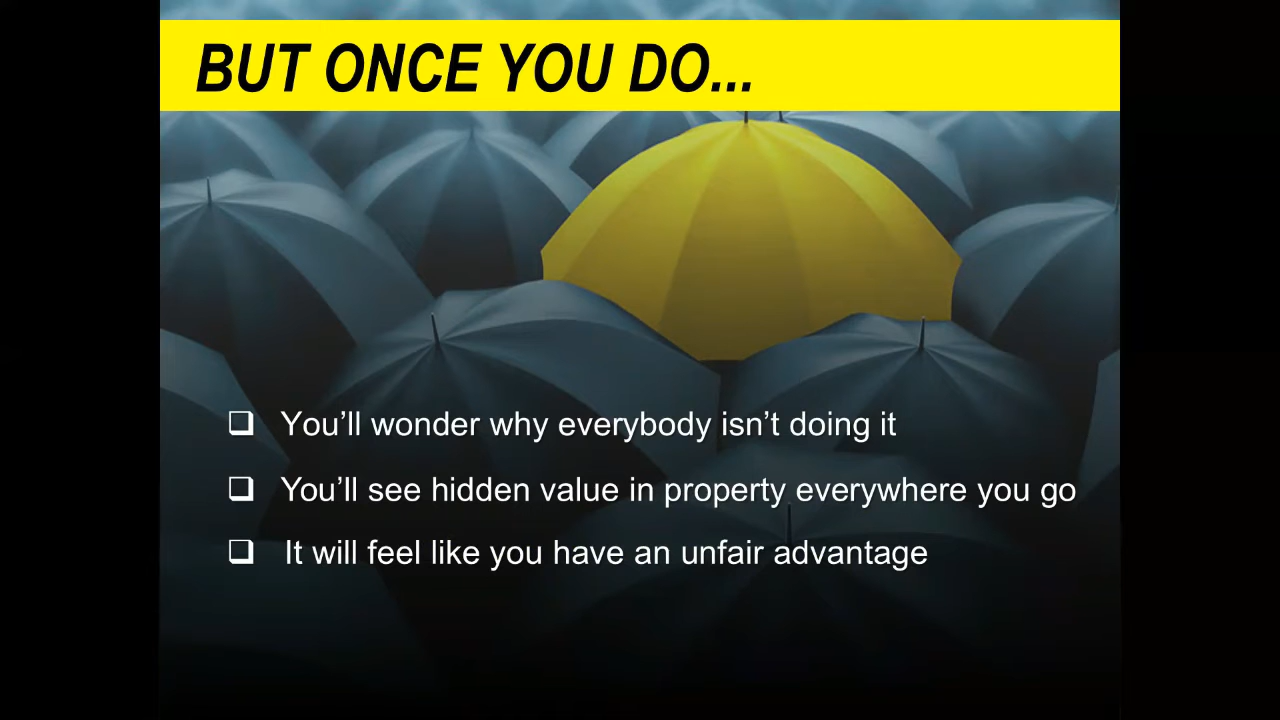 BUT ONCE YOU DO...
You’ll wonder why everybody isn’t doing it
You’ll see hidden value in property everywhere you go
It will feel like you have an unfair advantage